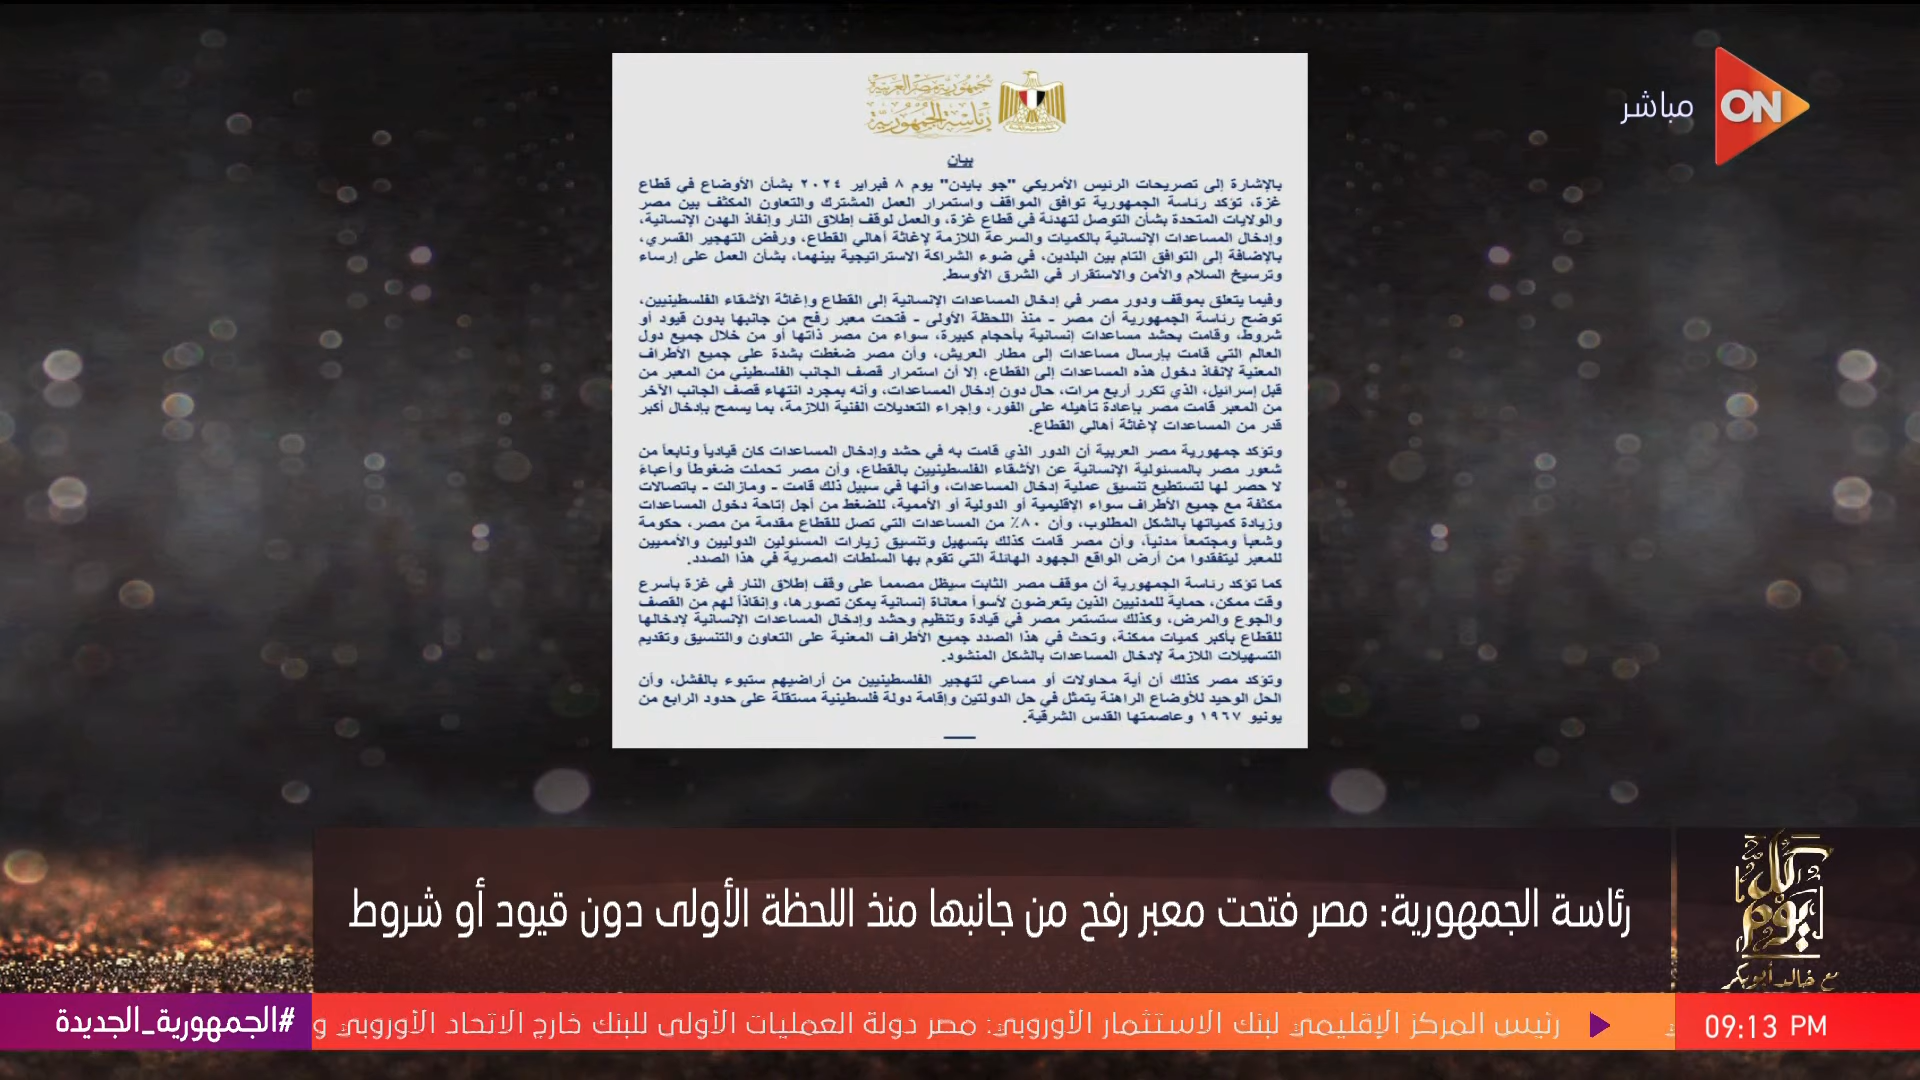 مباشر
ON
جمهورية مصر العربية
رئاسة الجمهورية
بيان
بالإشارة إلى تصريحات الرئيس الأمريكي "جو بايدن" يوم ٨ فبراير ٢٠٢٤ بشأن الأوضاع في قطاع
غزة، تؤكد رئاسة الجمهورية توافق المواقف واستمرار العمل المشترك والتعاون المكثف بين مصر
والولايات المتحدة بشأن التوصل لتهدئة في قطاع غزة، والعمل لوقف إطلاق النار وإنفاذ الهدن الإنسانية،
وإدخال المساعدات الإنسانية بالكميات والسرعة اللازمة لإغاثة أهالي القطاع، ورفض التهجير القسري،
بالإضافة إلى التوافق التام بين البلدين، في ضوء الشراكة الاستراتيجية بينهما، بشأن العمل على إرساء
وترسيخ السلام والأمن والاستقرار في الشرق الأوسط.
وفيما يتعلق بموقف ودور مصر في إدخال المساعدات الإنسانية إلى القطاع وإغاثة الأشقاء الفلسطينيين،
توضح رئاسة الجمهورية أن مصر - منذ اللحظة الأولى - فتحت معبر رفح من جانبها بدون قيود أو
شروط، وقامت بحشد مساعدات إنسانية بأحجام كبيرة، سواء من مصر ذاتها أو من خلال جميع دول
العالم التي قامت بإرسال مساعدات إلى مطار العريش، وأن مصر ضغطت بشدة على جميع الأطراف
المعنية لإنفاذ دخول هذه المساعدات إلى القطاع، إلا أن استمرار قصف الجانب الفلسطيني من المعبر من
قبل إسرائيل، الذي تكرر أربع مرات، حال دون إدخال المساعدات، وأنه بمجرد انتهاء قصف الجانب الآخر
من المعبر قامت مصر بإعادة تأهيله على الفور، وإجراء التعديلات الفنية اللازمة، بما يسمح بإدخال أكبر
قدر من المساعدات لإغاثة أهالي القطاع.
وتؤكد جمهورية مصر العربية أن الدور الذي قامت به في حشد وإدخال المساعدات كان قيادياً ونابعاً من
شعور مصر بالمسئولية الإنسانية عن الأشقاء الفلسطينيين بالقطاع، وأن مصر تحملت ضغوطاً وأعباءً
لا حصر لها لتستطيع تنسيق عملية إدخال المساعدات، وأنها في سبيل ذلك قامت - ومازالت - باتصالات
مكثفة مع جميع الأطراف سواء الإقليمية أو الدولية أو الأممية، للضغط من أجل إتاحة دخول المساعدات
وزيادة كمياتها بالشكل المطلوب، وأن ٨٠٪ من المساعدات التي تصل للقطاع مقدمة من مصر، حكومة
وشعباً ومجتمعاً مدنياً، وأن مصر قامت كذلك بتسهيل وتنسيق زيارات المسئولين الدوليين والأمميين
للمعبر ليتفقدوا من أرض الواقع الجهود الهائلة التي تقوم بها السلطات المصرية في هذا الصدد.
كما تؤكد رئاسة الجمهورية أن موقف مصر الثابت سيظل مصمماً على وقف إطلاق النار في غزة بأسرع
وقت ممكن، حماية للمدنيين الذين يتعرضون لأسوأ معاناة إنسانية يمكن تصورها، وإنقاذاً لهم من القصف
والجوع والمرض، وكذلك ستستمر مصر في قيادة وتنظيم وحشد وإدخال المساعدات الإنسانية لإدخالها
للقطاع بأكبر كميات ممكنة، وتحث في هذا الصدد جميع الأطراف المعنية على التعاون والتنسيق وتقديم
التسهيلات اللازمة لإدخال المساعدات بالشكل المنشود.
وتؤكد مصر كذلك أن أية محاولات أو مساعي لتهجير الفلسطينيين من أراضيهم ستبوء بالفشل، وأن
الحل الوحيد للأوضاع الراهنة يتمثل في حل الدولتين وإقامة دولة فلسطينية مستقلة على حدود الرابع من
يونيو ١٩٦٧ وعاصمتها القدس الشرقية.
رئاسة الجمهورية: مصر فتحت معبر رفح من جانبها منذ اللحظة الأولى دون قيود أو شروط
كل يوم
مع خالد أبو بكر
09:13 PM
رئيس المركز الإقليمي لبنك الاستثمار الأوروبي: مصر دولة العمليات الأولى للبنك خارج الاتحاد الأوروبي و
#الجمهورية_الجديدة